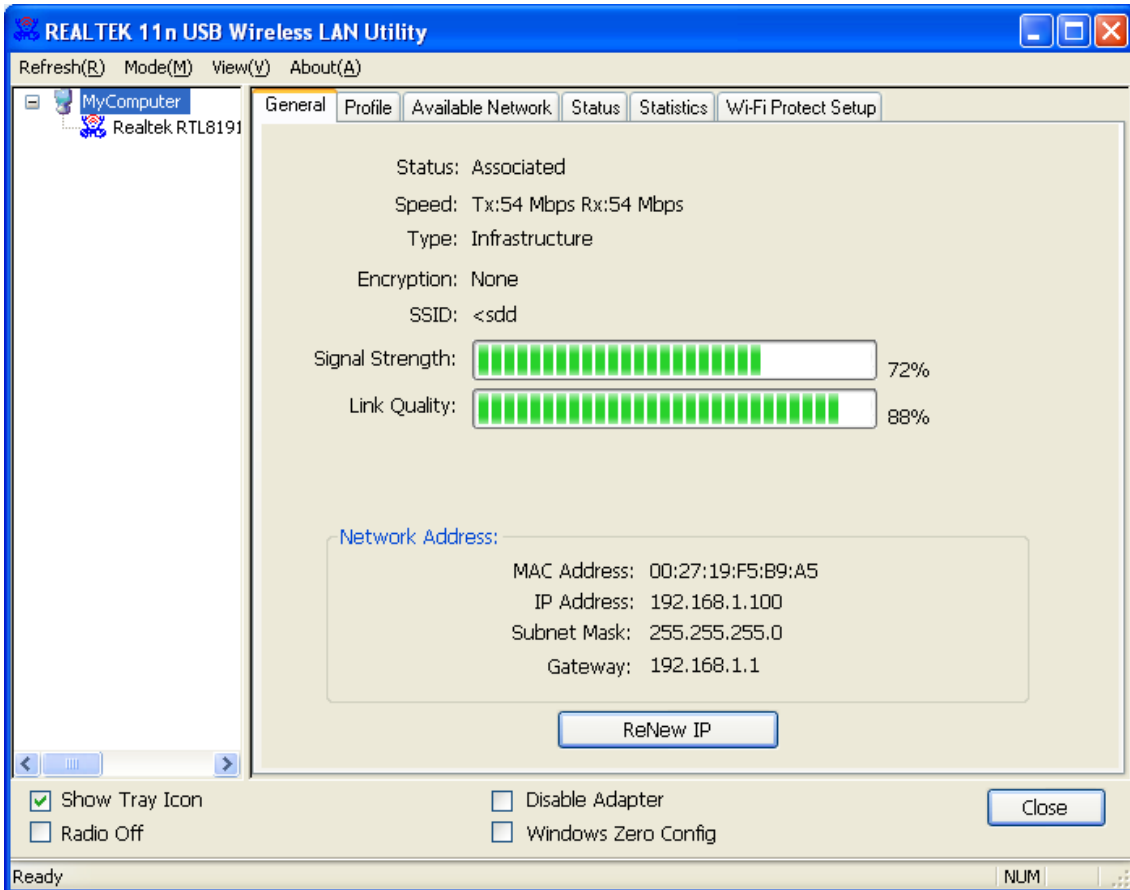 REALTEK 11n USB Wireless LAN Utility
Refresh(R) Mode(M) View(V) About(A)
MyComputer
Realtek RTL8191
General Profile Available Network Status Statistics Wi-Fi Protect Setup
Status: Associated
Speed: Tx:54 Mbps Rx:54 Mbps
Type: Infrastructure
Encryption: None
SSID: <sdd
Signal Strength: 72%
Link Quality: 88%
Network Address:
MAC Address: 00:27:19:F5:B9:A5
IP Address: 192.168.1.100
Subnet Mask: 255.255.255.0
Gateway: 192.168.1.1
ReNew IP
Show Tray Icon Disable Adapter Close
Radio Off Windows Zero Config
Ready NUM